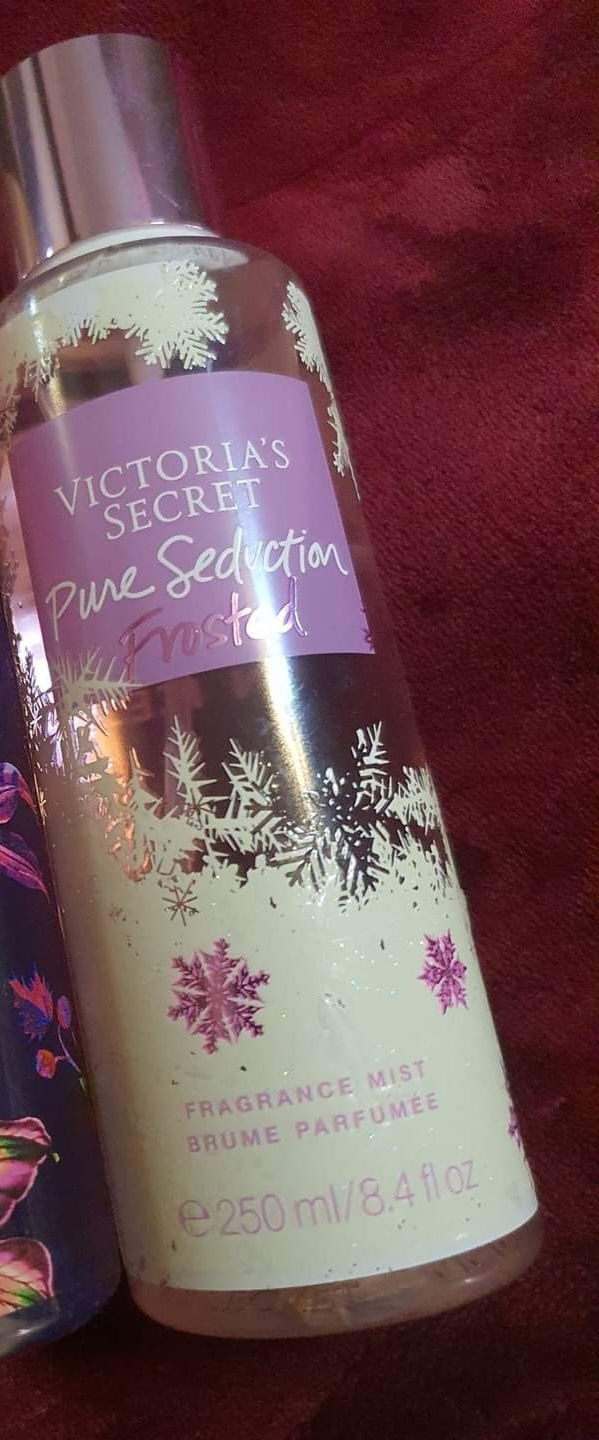 VICTORIA'S
SECRET
Pure Seduction
Frosted
FRAGRANCE MIST
BRUME PARFUMÉE
℮ 250 ml/8.4 fl oz